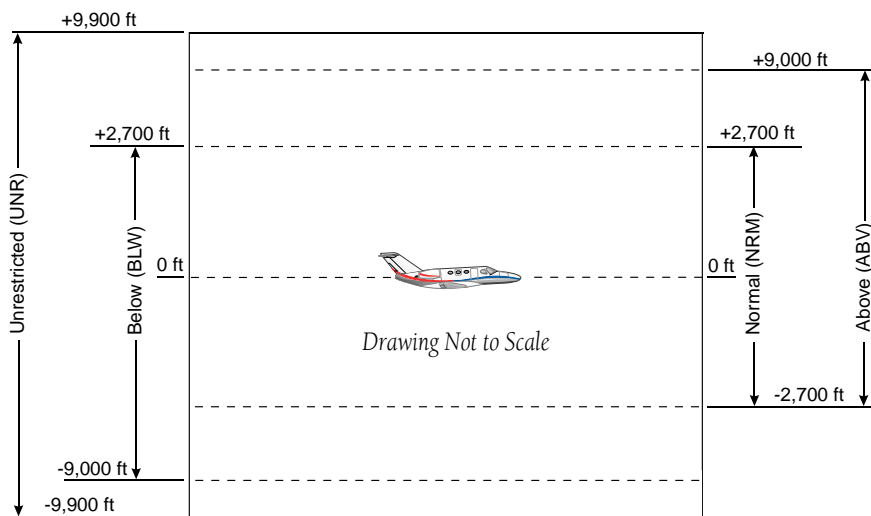 +9,900 ft
+9,000 ft
+2,700 ft
+2,700 ft
Unrestricted (UNR)
Below (BLW)
0 ft
0 ft
Normal (NRM)
Above (ABV)
Drawing Not to Scale
-2,700 ft
-9,000 ft
-9,900 ft